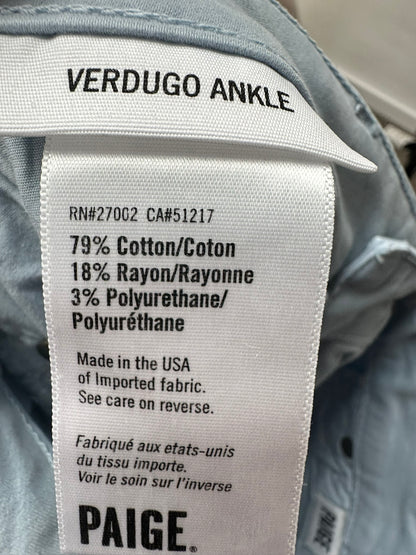 VERDUGO ANKLE
RN#27002 CA#51217
79% Cotton/Coton
18% Rayon/Rayonne
3% Polyurethane/
Polyuréthane
Made in the USA
of Imported fabric.
See care on reverse.
Fabriqué aux etats-unis
du tissu importe.
Voir le soin sur l'inverse
PAIGE.
PAIGE